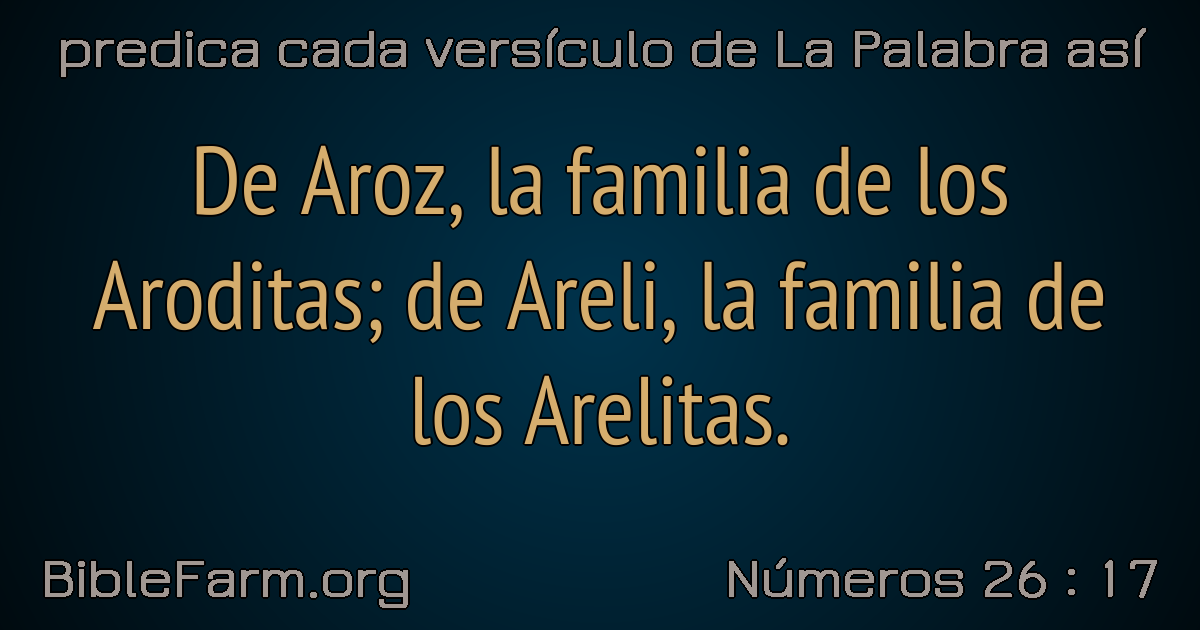 predica cada versículo de La Palabra así
De Aroz, la familia de los
Aroditas; de Areli, la familia de
los Arelitas.
BibleFarm.org
Números 26 : 17